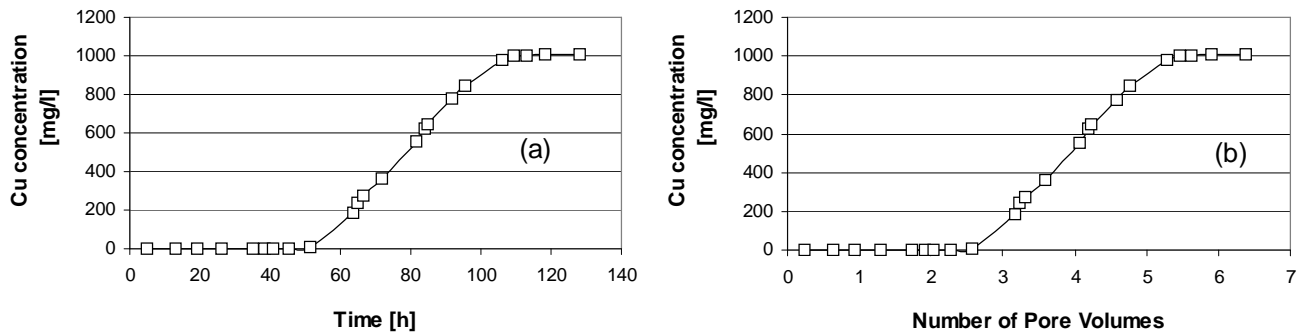 Cu concentration
[mg/l]
1200
1000
800
600
400
200
0
(a)
0 20 40 60 80 100 120 140
Time [h]
Cu concentration
[mg/l]
1200
1000
800
600
400
200
0
(b)
0 1 2 3 4 5 6 7
Number of Pore Volumes